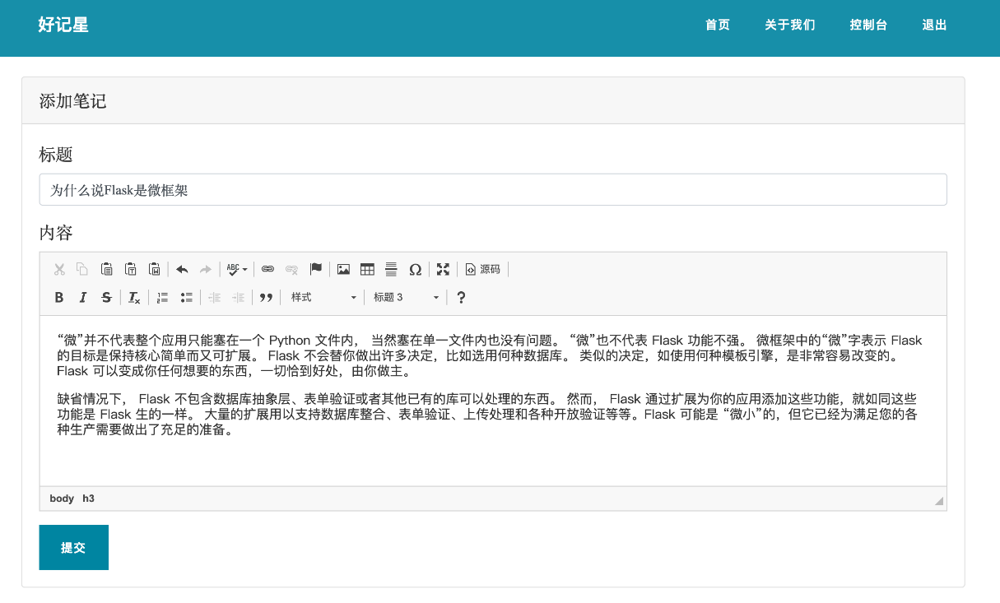 好记星
首页 关于我们 控制台 退出
添加笔记
标题
为什么说Flask是微框架
内容
ABC
源码
B I S Tx
样式 标题 3 ?
“微”并不代表整个应用只能塞在一个 Python 文件内， 当然塞在单一文件内也没有问题。 “微”也不代表 Flask 功能不强。 微框架中的“微”字表示 Flask
的目标是保持核心简单而又可扩展。 Flask 不会替你做出许多决定，比如选用何种数据库。 类似的决定，如使用何种模板引擎，是非常容易改变的。
Flask 可以变成你任何想要的东西，一切恰到好处，由你做主。
缺省情况下， Flask 不包含数据库抽象层、表单验证或者其他已有的库可以处理的东西。 然而， Flask 通过扩展为你的应用添加这些功能，就如同这些
功能是 Flask 生的一样。 大量的扩展用以支持数据库整合、表单验证、上传处理和各种开放验证等等。Flask 可能是 “微小”的，但它已经为满足您的各
种生产需要做出了充足的准备。
body h3
提交